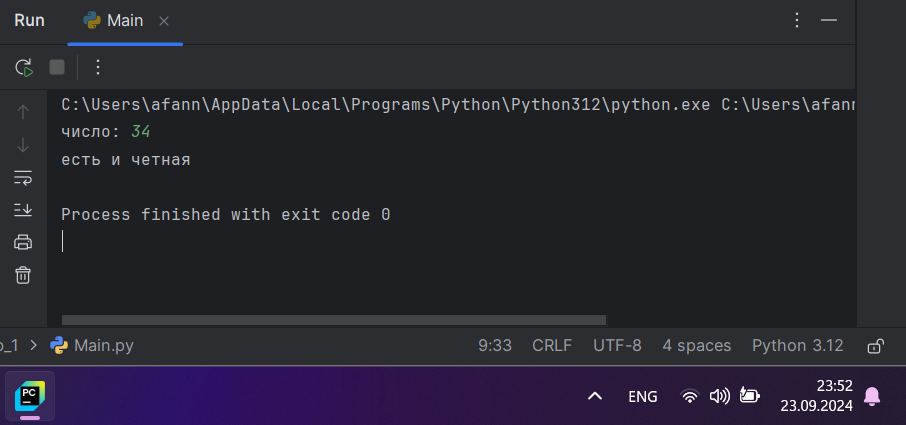 Run
Main
C:\Users\afann\AppData\Local\Programs\Python\Python312\python.exe C:\Users\afann
число: 34
есть и четная
Process finished with exit code 0
o_1 > Main.py 9:33 CRLF UTF-8 4 spaces Python 3.12
PC ENG 23:52
23.09.2024